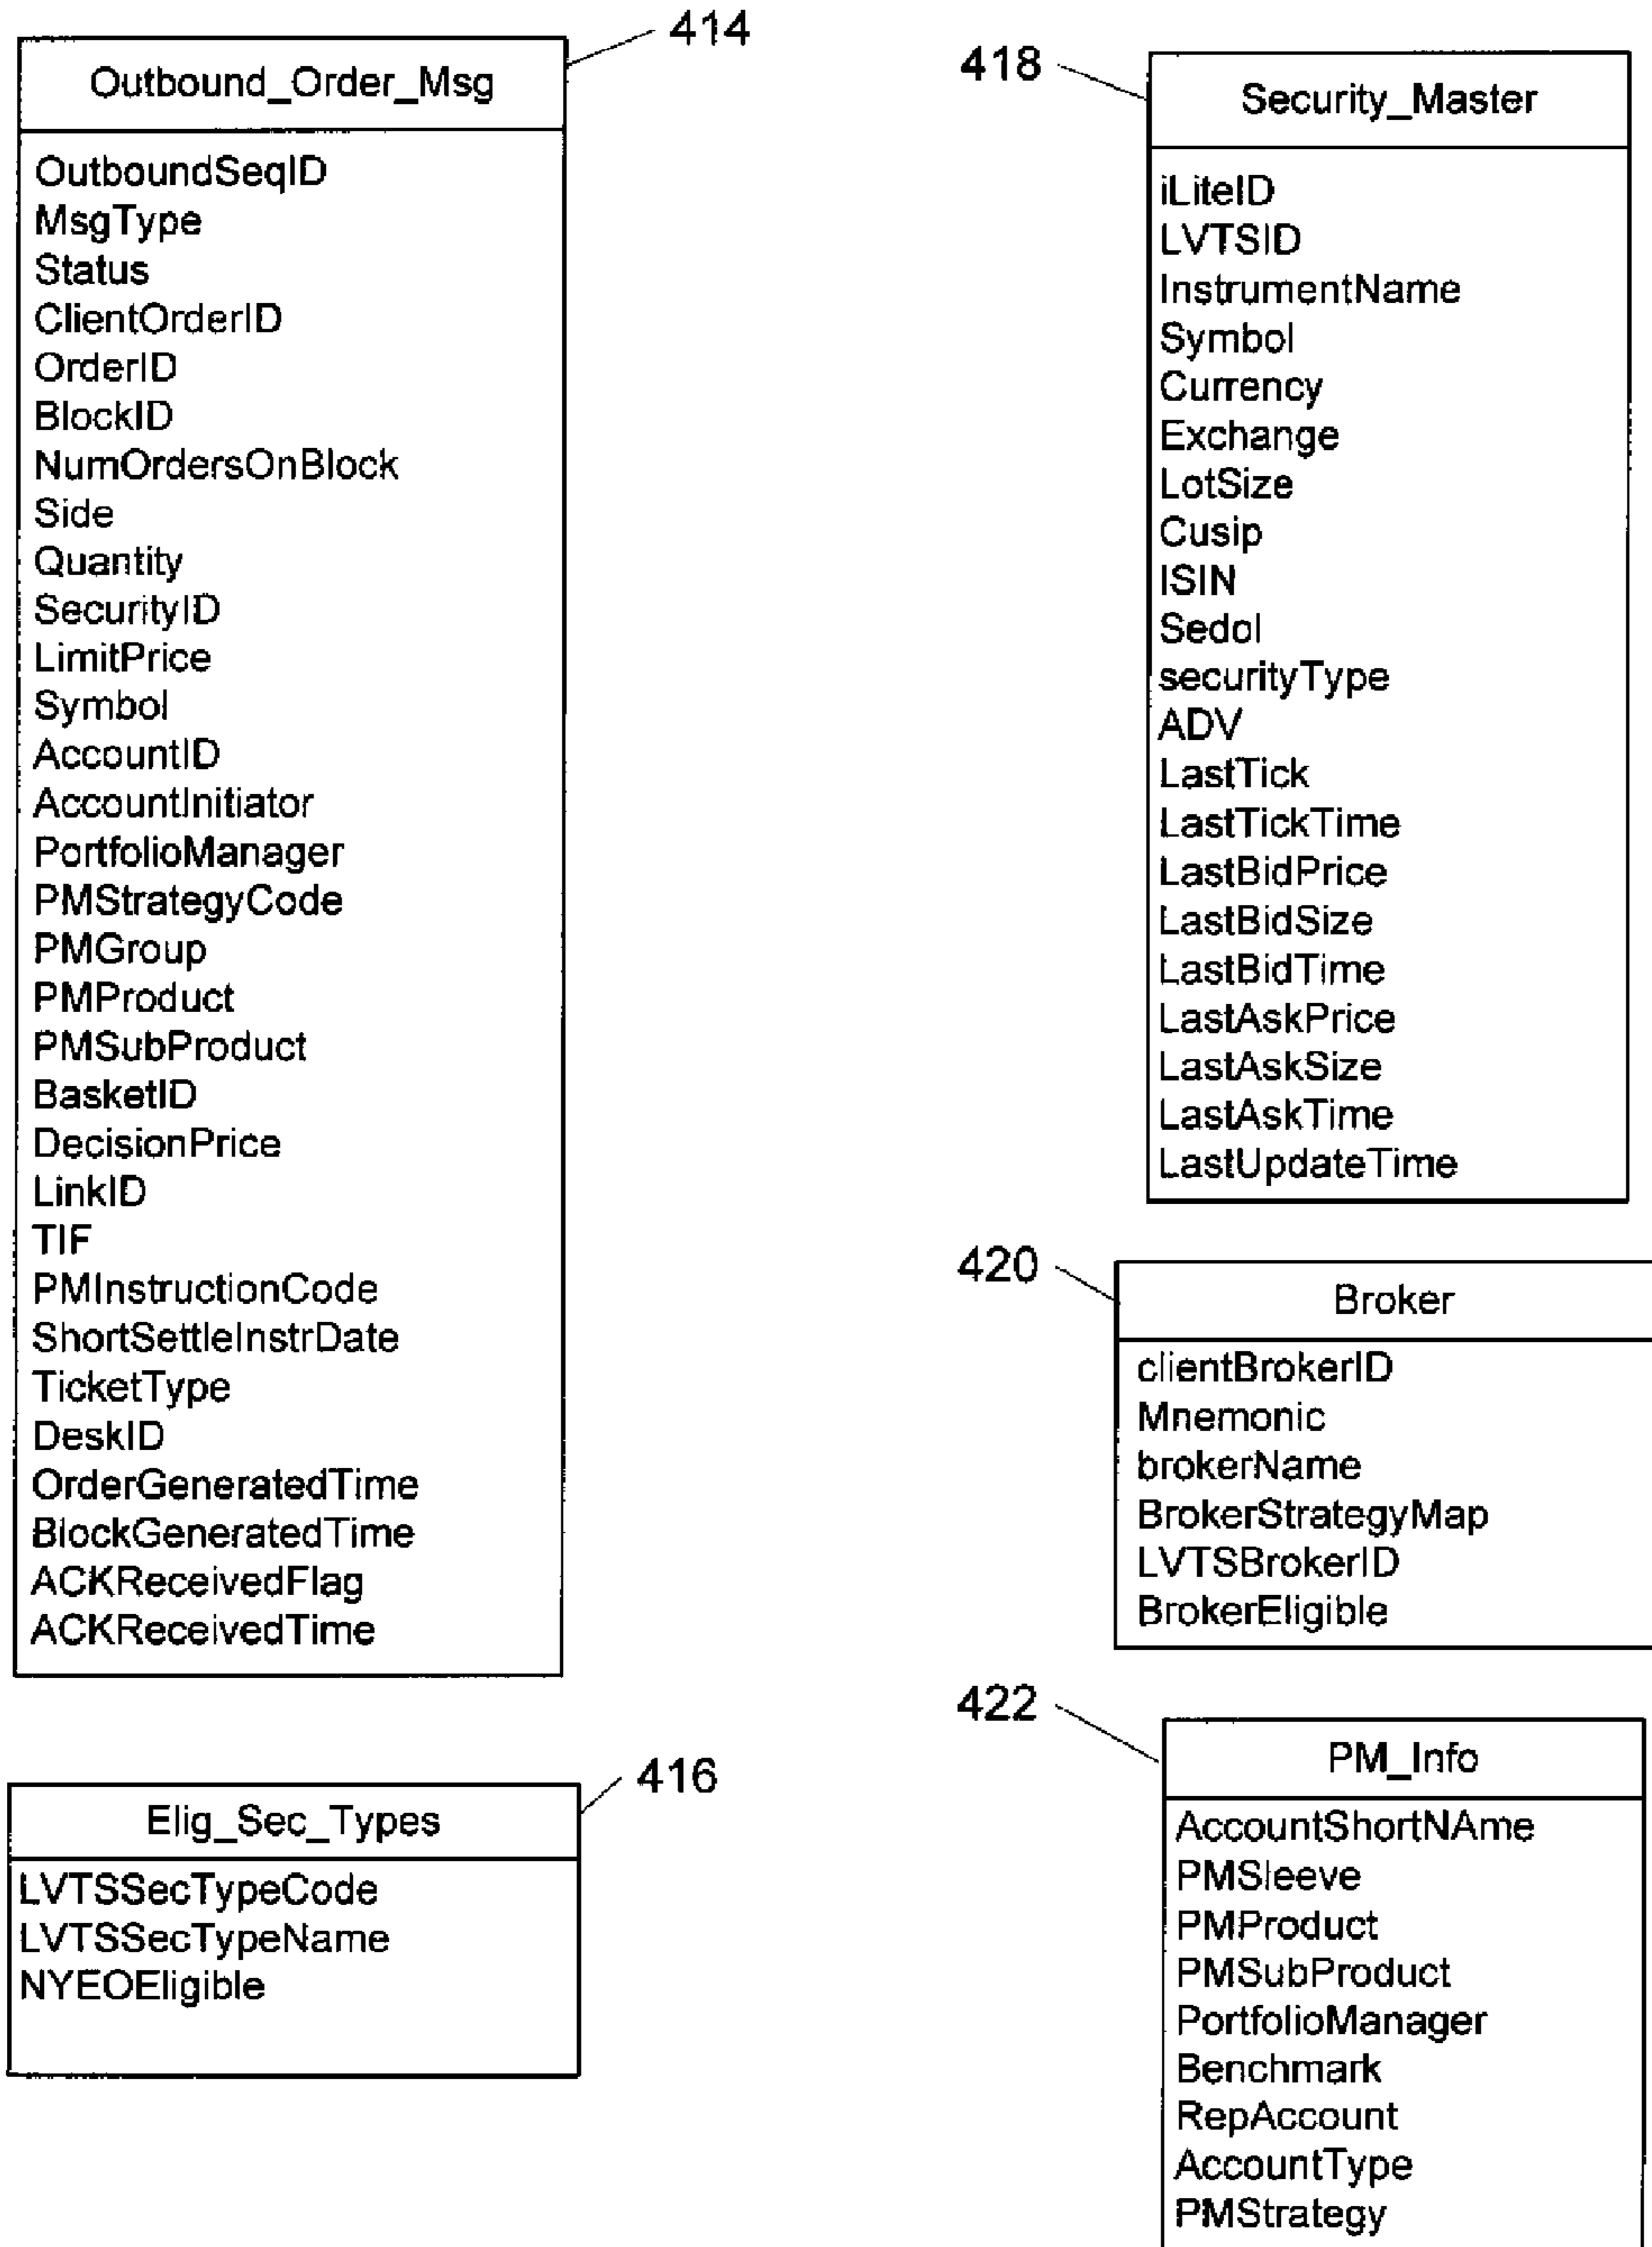 414
Outbound_Order_Msg
OutboundSeqID
MsgType
Status
ClientOrderID
OrderID
BlockID
NumOrdersOnBlock
Side
Quantity
SecurityID
LimitPrice
Symbol
AccountID
AccountInitiator
PortfolioManager
PMStrategyCode
PMGroup
PMProduct
PMSubProduct
BasketID
DecisionPrice
LinkID
TIF
PMInstructionCode
ShortSettleInstrDate
TicketType
DeskID
OrderGeneratedTime
BlockGeneratedTime
ACKReceivedFlag
ACKReceivedTime
416
Elig_Sec_Types
LVTSSecTypeCode
LVTSSecTypeName
NYEOEligible
418
Security_Master
iLiteID
LVTSID
InstrumentName
Symbol
Currency
Exchange
LotSize
Cusip
ISIN
Sedol
securityType
ADV
LastTick
LastTickTime
LastBidPrice
LastBidSize
LastBidTime
LastAskPrice
LastAskSize
LastAskTime
LastUpdateTime
420
Broker
clientBrokerID
Mnemonic
brokerName
BrokerStrategyMap
LVTSBrokerID
BrokerEligible
422
PM_Info
AccountShortNAme
PMSleeve
PMProduct
PMSubProduct
PortfolioManager
Benchmark
RepAccount
AccountType
PMStrategy